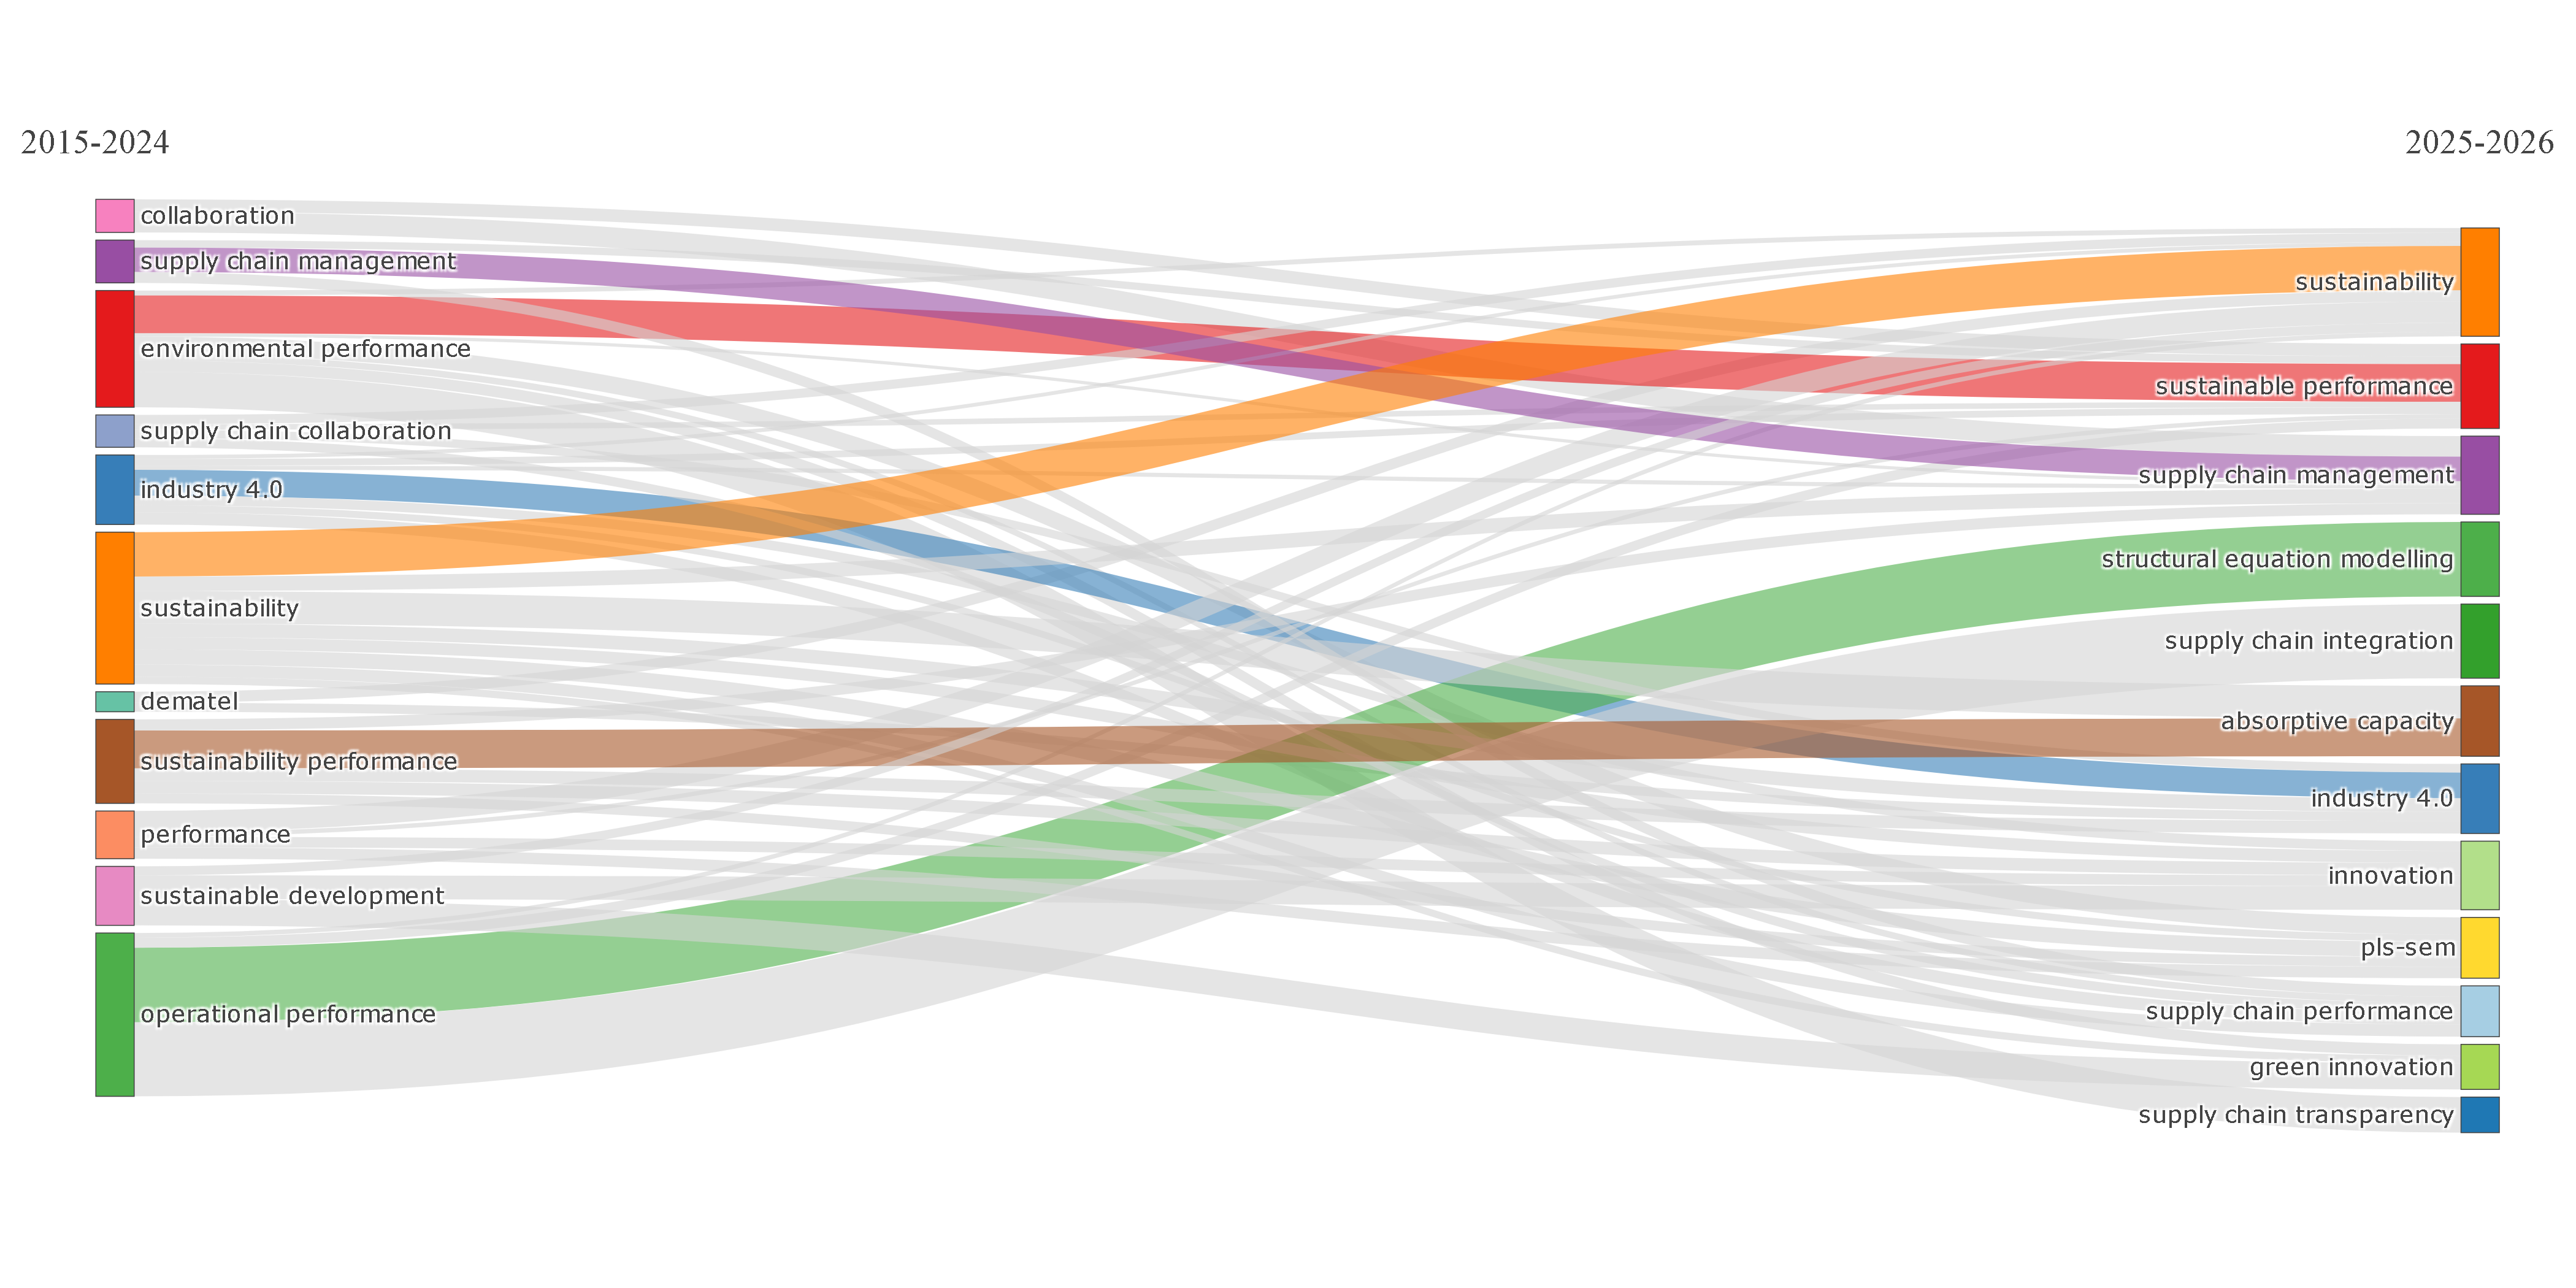 2015-2024
2025-2026
collaboration
supply chain management
environmental performance
supply chain collaboration
industry 4.0
sustainability
dematel
sustainability performance
performance
sustainable development
operational performance
sustainability
sustainable performance
supply chain management
structural equation modelling
supply chain integration
absorptive capacity
industry 4.0
innovation
pls-sem
supply chain performance
green innovation
supply chain transparency